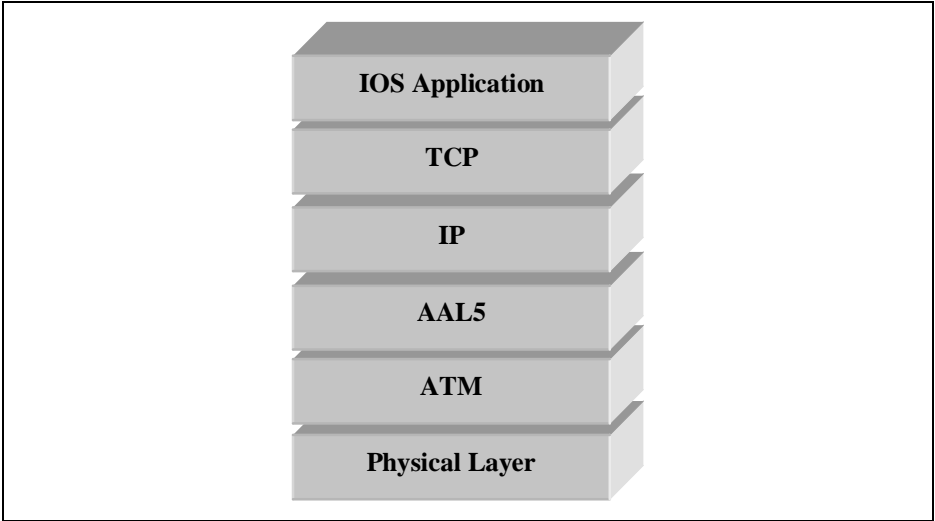 IOS Application
TCP
IP
AAL5
ATM
Physical Layer